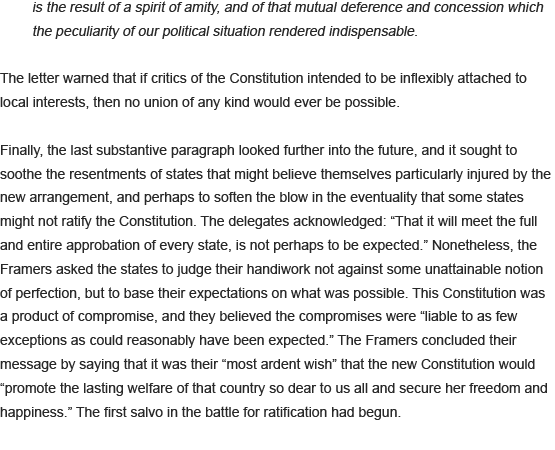 is the result of a spirit of amity, and of that mutual deference and concession which
the peculiarity of our political situation rendered indispensable.
The letter warned that if critics of the Constitution intended to be inflexibly attached to
local interests, then no union of any kind would ever be possible.
Finally, the last substantive paragraph looked further into the future, and it sought to
soothe the resentments of states that might believe themselves particularly injured by the
new arrangement, and perhaps to soften the blow in the eventuality that some states
might not ratify the Constitution. The delegates acknowledged: “That it will meet the full
and entire approbation of every state, is not perhaps to be expected.” Nonetheless, the
Framers asked the states to judge their handiwork not against some unattainable notion
of perfection, but to base their expectations on what was possible. This Constitution was
a product of compromise, and they believed the compromises were “liable to as few
exceptions as could reasonably have been expected.” The Framers concluded their
message by saying that it was their “most ardent wish” that the new Constitution would
“promote the lasting welfare of that country so dear to us all and secure her freedom and
happiness.” The first salvo in the battle for ratification had begun.